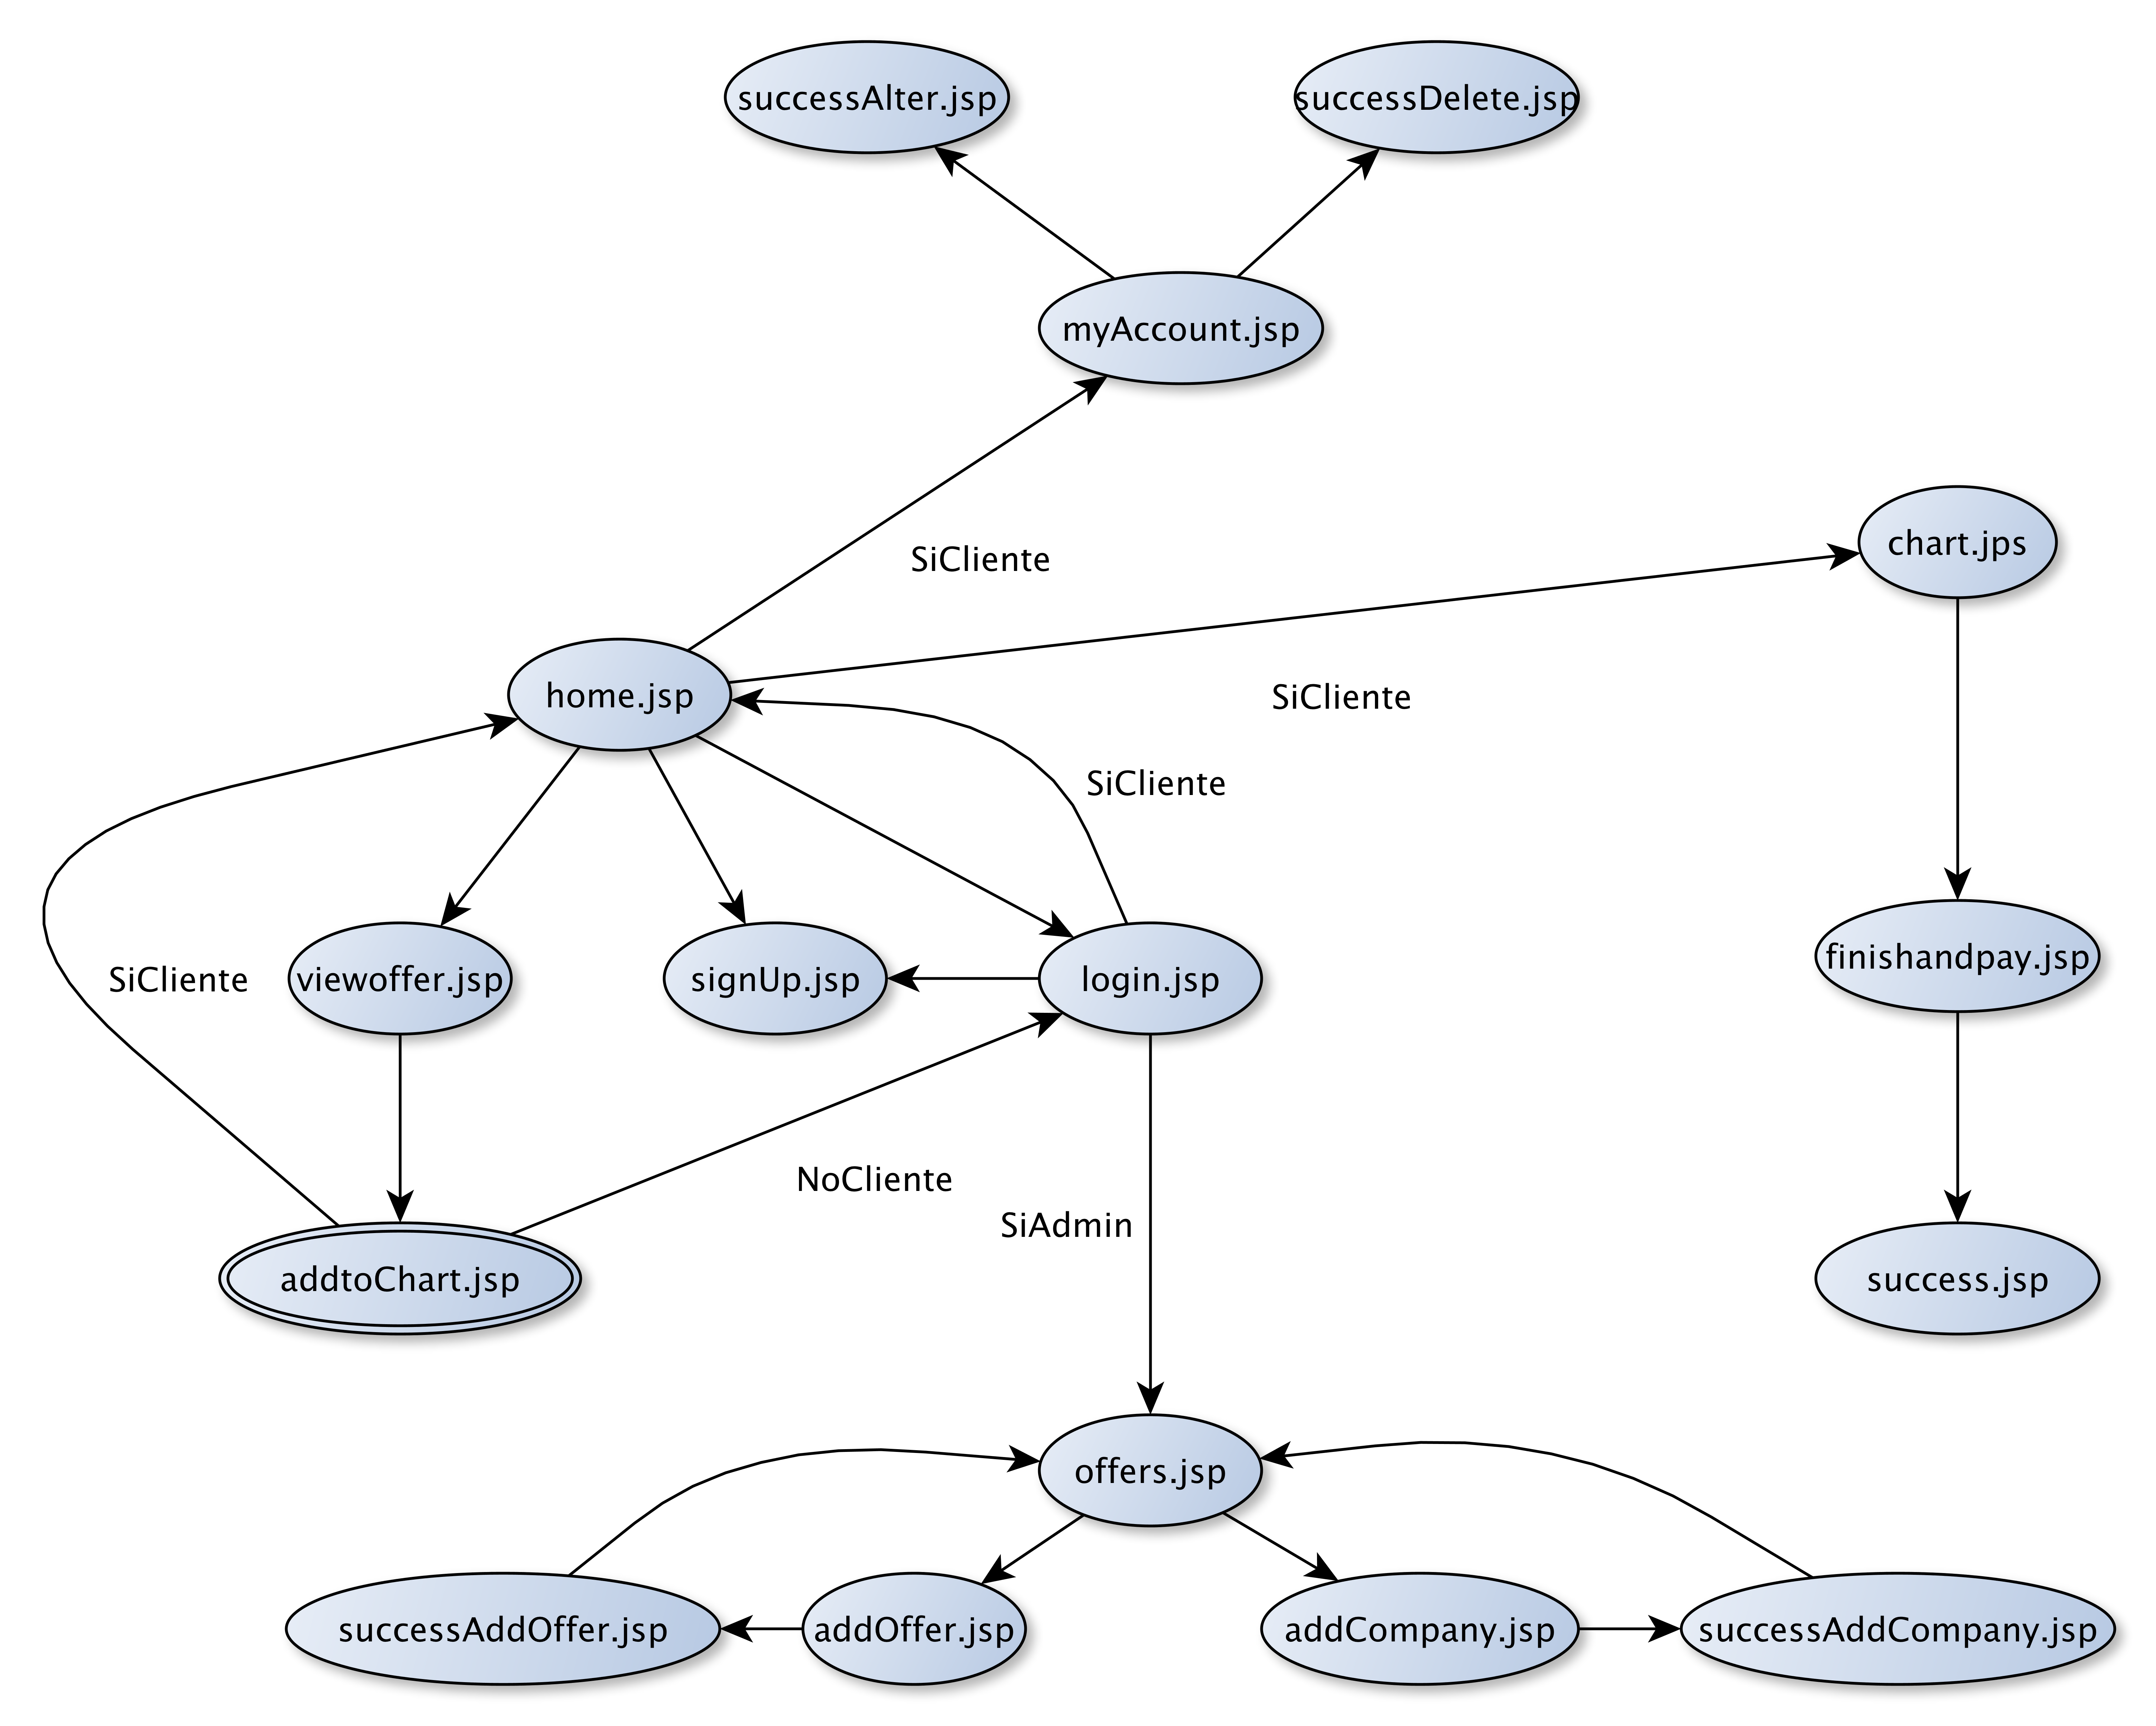 successAlter.jsp
successDelete.jsp
myAccount.jsp
SiCliente
chart.jps
home.jsp
SiCliente
SiCliente
SiCliente
viewoffer.jsp
signUp.jsp
login.jsp
finishandpay.jsp
NoCliente
SiAdmin
addtoChart.jsp
success.jsp
offers.jsp
successAddOffer.jsp
addOffer.jsp
addCompany.jsp
successAddCompany.jsp